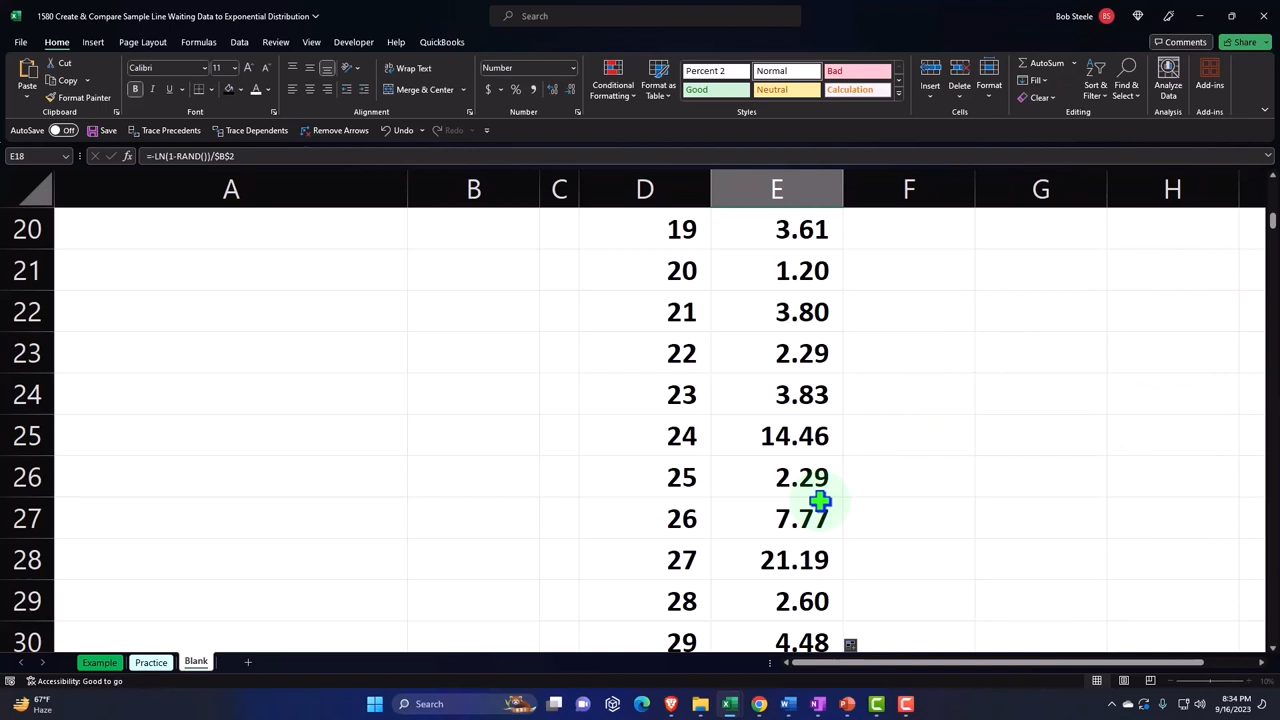 1580 Create & Compare Sample Line Waiting Data to Exponential Distribution
Search
Bob Steele
BS
File
Home
Insert
Page Layout
Formulas
Data
Review
View
Developer
Help
QuickBooks
Comments
Share
Paste
Cut
Copy
Clipboard
Calibri
11
B
I
U
Font
Wrap Text
Merge & Center
Alignment
Number
$
%
Number
Conditional Formatting
Format as Table
Percent 2
Normal
Bad
Good
Neutral
Calculation
Styles
Insert
Delete
Format
Cells
AutoSum
Fill
Clear
Sort & Filter
Find & Select
Editing
Analyze Data
Analysis
Add-ins
Add-ins
AutoSave
Off
Save
Trace Precedents
Trace Dependents
Remove Arrows
Undo
Redo
E18
fx
=-LN(1-RAND())/$B$2
A B C D E F G H
20 19 3.61
21 20 1.20
22 21 3.80
23 22 2.29
24 23 3.83
25 24 14.46
26 25 2.29
27 26 7.77
28 27 21.19
29 28 2.60
30 29 4.48
Example
Practice
Blank
Accessibility: Good to go
10%
67°F
Haze
Search
8:34 PM
9/16/2023